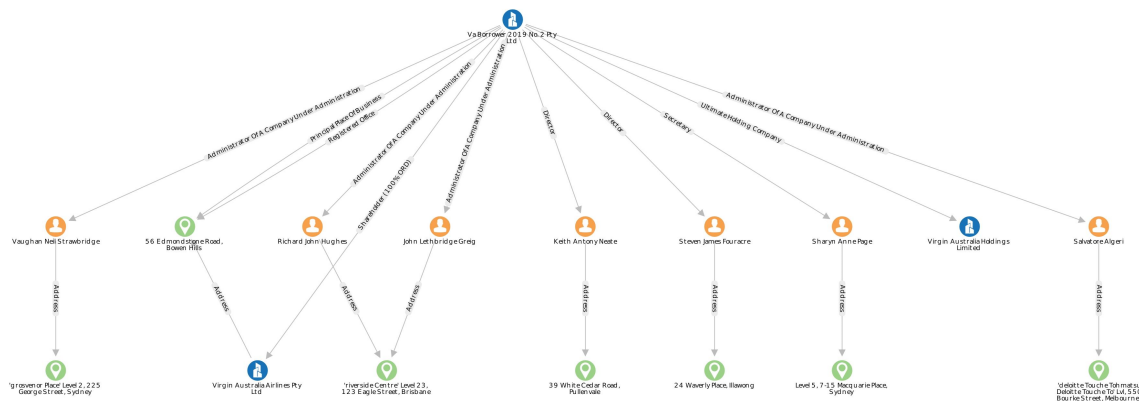 Va Borrower 2019 No.2 Pty
Ltd
Administrator Of A Company Under Administration
Principal Place Of Business
Registered Office
Administrator Of A Company Under Administration
Shareholder (100% ORD)
Administrator Of A Company Under Administration
Director
Director
Secretary
Ultimate Holding Company
Administrator Of A Company Under Administration
Vaughan Neil Strawbridge
56 Edmondstone Road,
Bowen Hills
Richard John Hughes
John Lethbridge Greig
Keith Antony Neate
Steven James Fouracre
Sharyn Anne Page
Virgin Australia Holdings
Limited
Salvatore Algeri
Address
Address
Address
Address
Address
Address
Address
Address
'grosvenor Place' Level 2, 225
George Street, Sydney
Virgin Australia Airlines Pty
Ltd
'riverside Centre' Level 23,
123 Eagle Street, Brisbane
39 White Cedar Road,
Pullenvale
24 Waverly Place, Illawong
Level 5, 7-15 Macquarie Place,
Sydney
'deloitte Touche Tohmatsu
Deloitte Touche To' Lvl, 550
Bourke Street, Melbourne